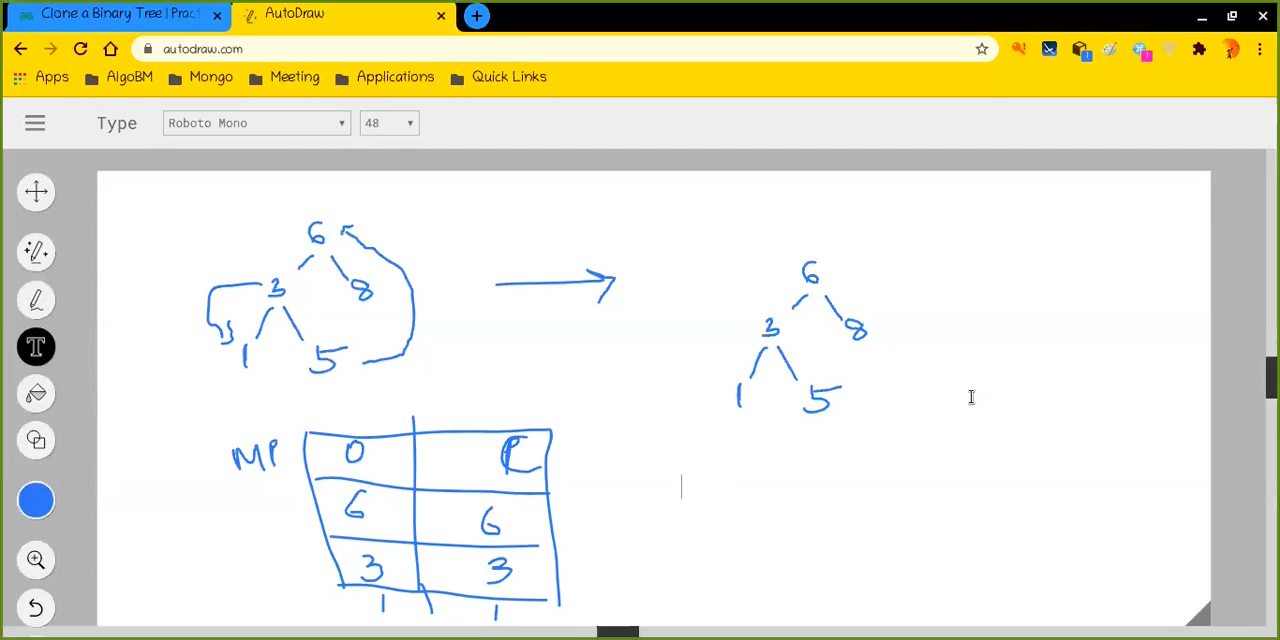 Clone a Binary Tree | Pract
AutoDraw
autodraw.com
Apps AlgoBM Mongo Meeting Applications Quick Links
Type Roboto Mono 48
6
3 8
1 5
6
3 8
1 5
MP 0 C
6 6
3 3
1 1